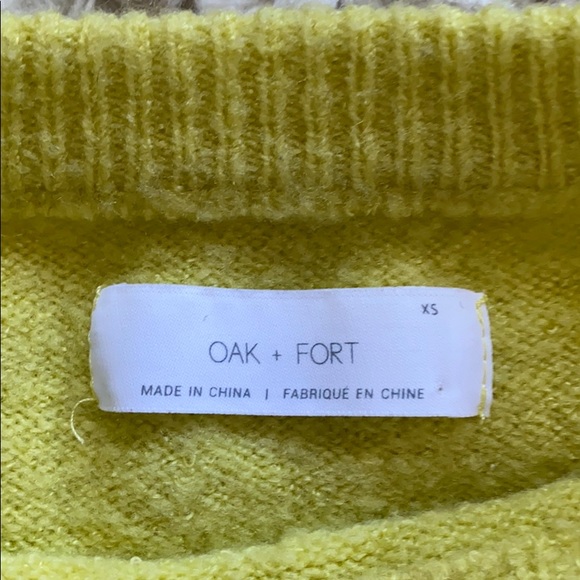 XS
OAK + FORT
MADE IN CHINA | FABRIQUÉ EN CHINE